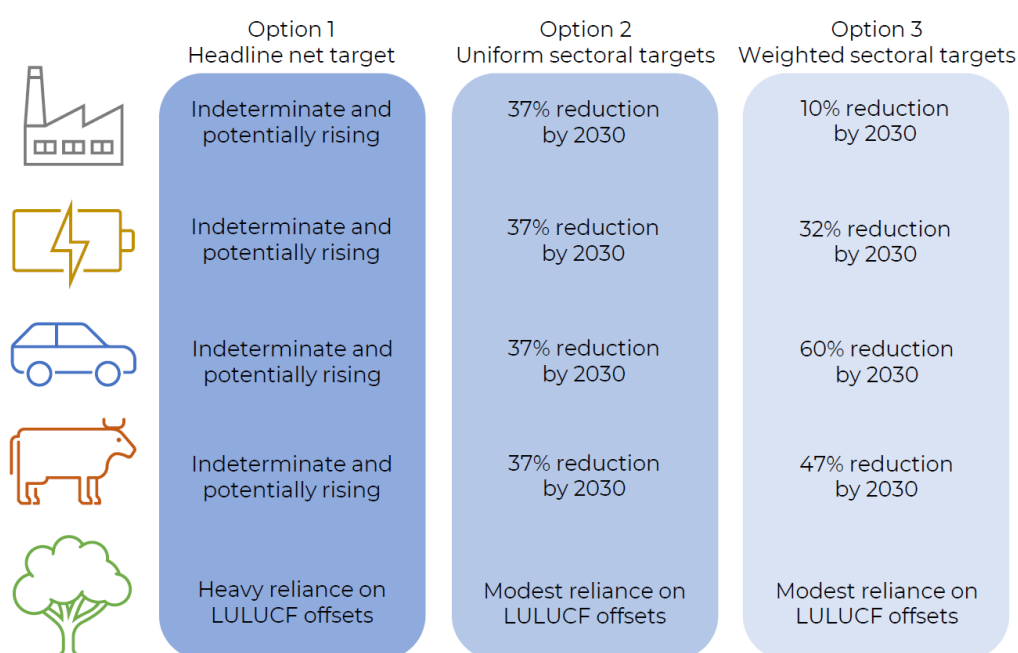 Option 1
Headline net target
Option 2
Uniform sectoral targets
Option 3
Weighted sectoral targets
Indeterminate and
potentially rising
37% reduction
by 2030
10% reduction
by 2030
Indeterminate and
potentially rising
37% reduction
by 2030
32% reduction
by 2030
Indeterminate and
potentially rising
37% reduction
by 2030
60% reduction
by 2030
Indeterminate and
potentially rising
37% reduction
by 2030
47% reduction
by 2030
Heavy reliance on
LULUCF offsets
Modest reliance on
LULUCF offsets
Modest reliance on
LULUCF offsets